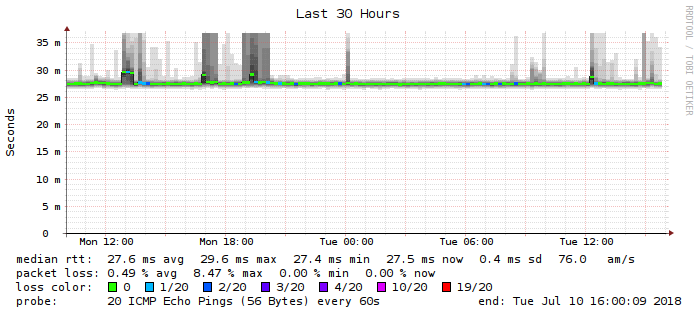 Last 30 Hours
RRDTOOL / TOBI OETIKER
Seconds
35 m
30 m
25 m
20 m
15 m
10 m
5 m
0
Mon 12:00 Mon 18:00 Tue 00:00 Tue 06:00 Tue 12:00
median rtt: 27.6 ms avg 29.6 ms max 27.4 ms min 27.5 ms now 0.4 ms sd 76.0 am/s
packet loss: 0.49 % avg 8.47 % max 0.00 % min 0.00 % now
loss color: 0 1/20 2/20 3/20 4/20 10/20 19/20
probe: 20 ICMP Echo Pings (56 Bytes) every 60s end: Tue Jul 10 16:00:09 2018